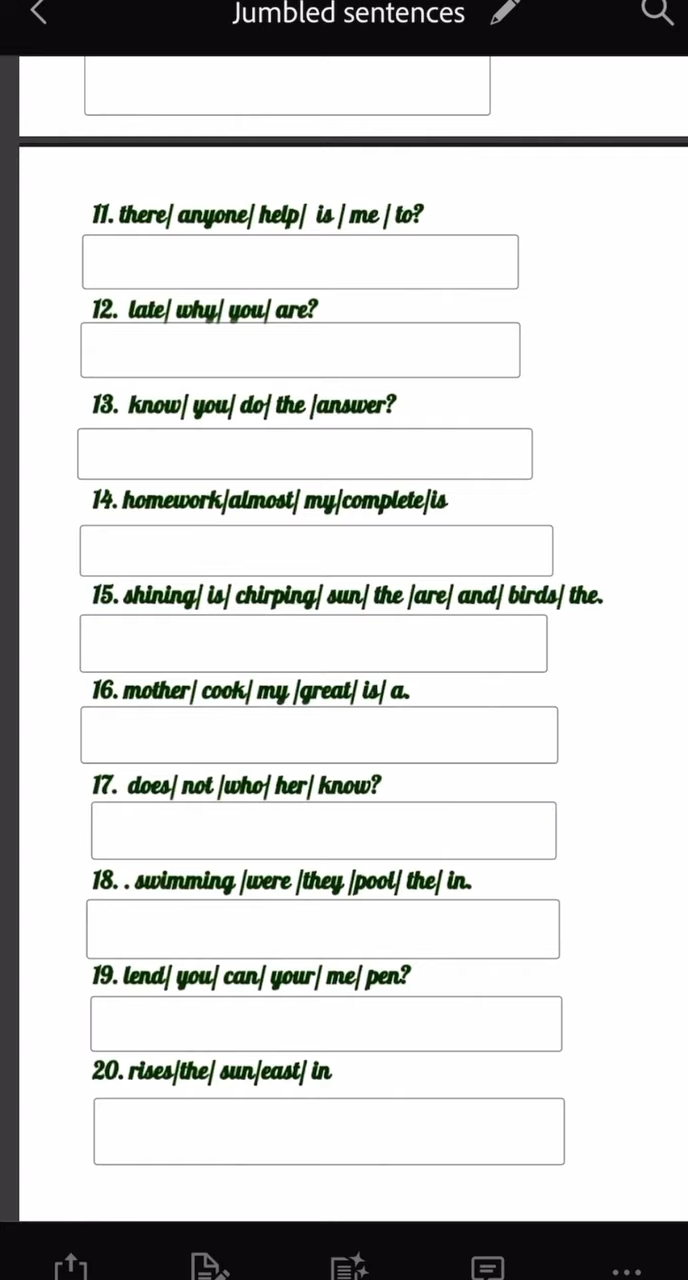 Jumbled sentences
11. there/ anyone/ help/ is / me / to?
12. late/ why/ you/ are?
13. know/ you/ do/ the /answer?
14. homework/almost/ my/complete/is
15. shining/ is/ chirping/ sun/ the /are/ and/ birds/ the.
16. mother/ cook/ my /great/ is/ a.
17. does/ not /who/ her/ know?
18. . swimming /were /they /pool/ the/ in.
19. lend/ you/ can/ your/ me/ pen?
20. rises/the/ sun/east/ in